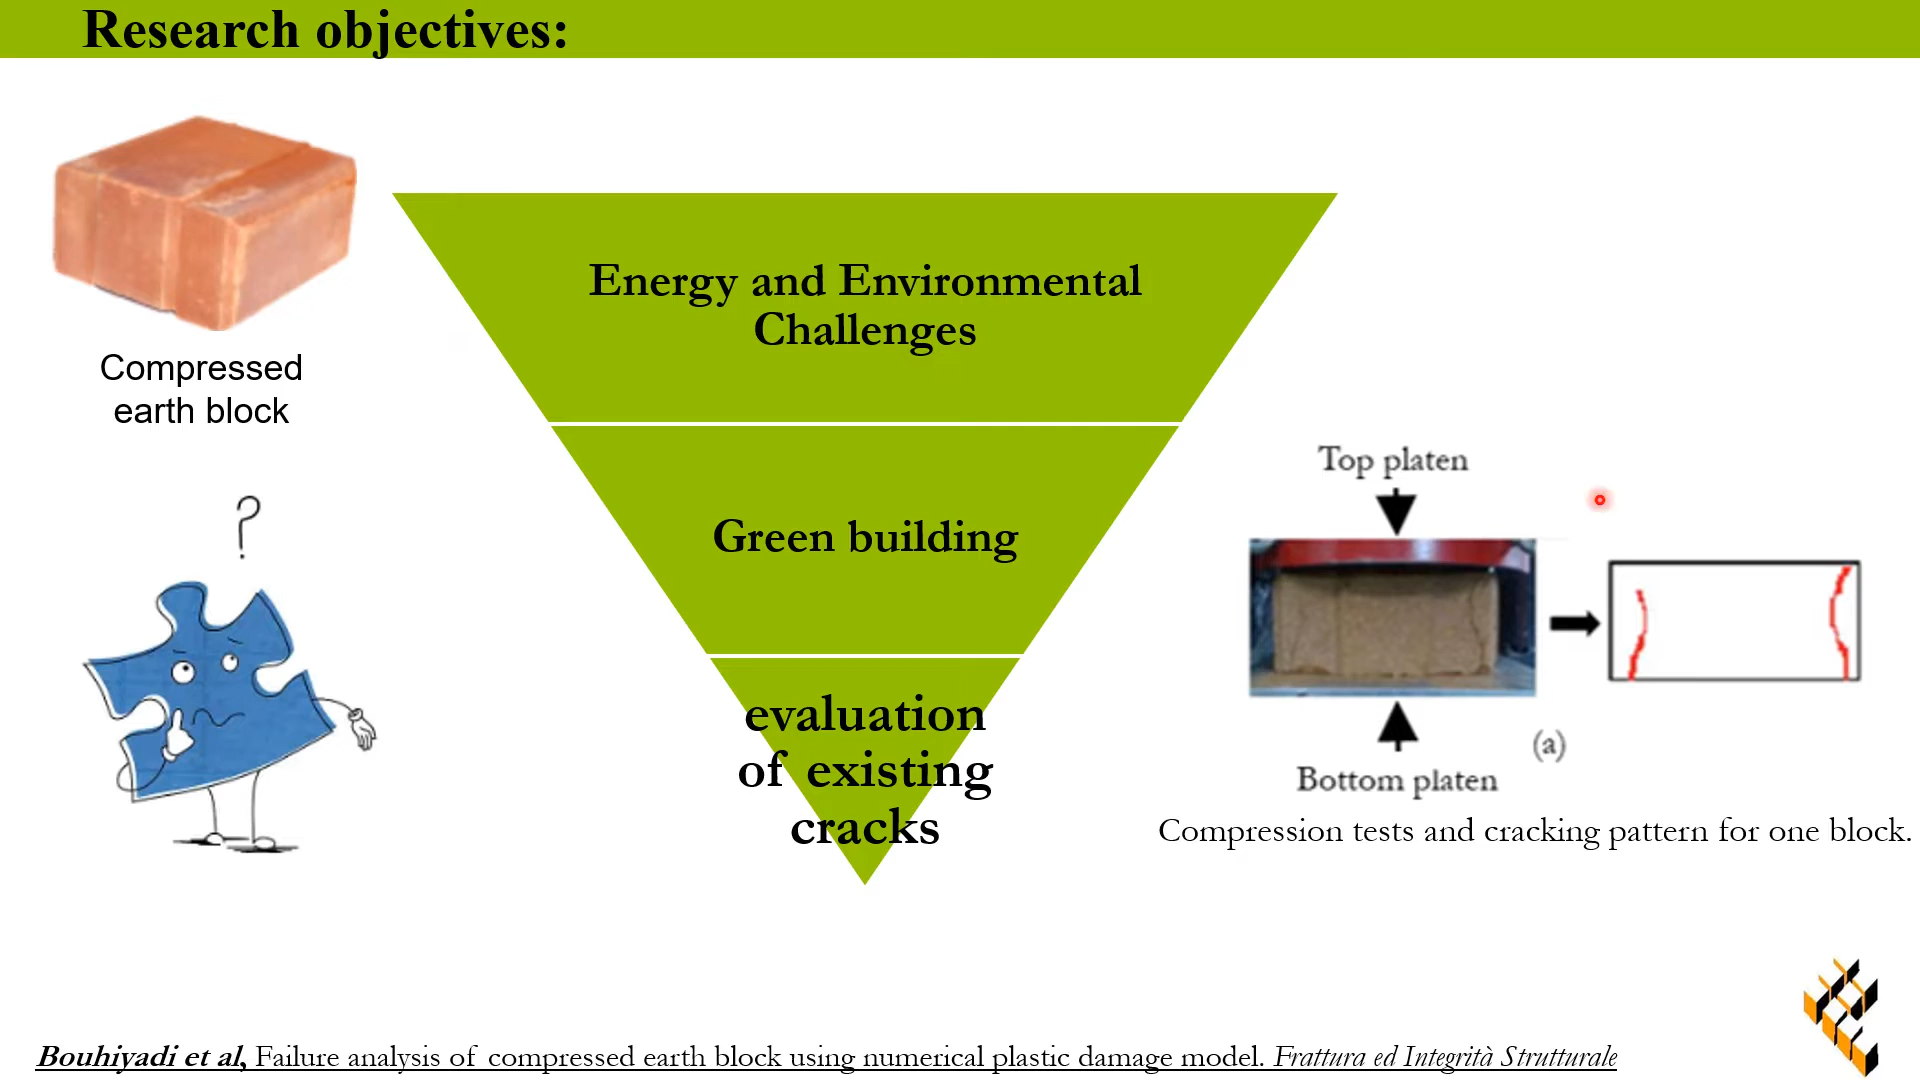 Research objectives:
Compressed
earth block
?
Energy and Environmental
Challenges
Green building
evaluation
of existing
cracks
Top platen
(a)
Bottom platen
Compression tests and cracking pattern for one block.
Bouhiyadi et al, Failure analysis of compressed earth block using numerical plastic damage model. Frattura ed Integrità Strutturale